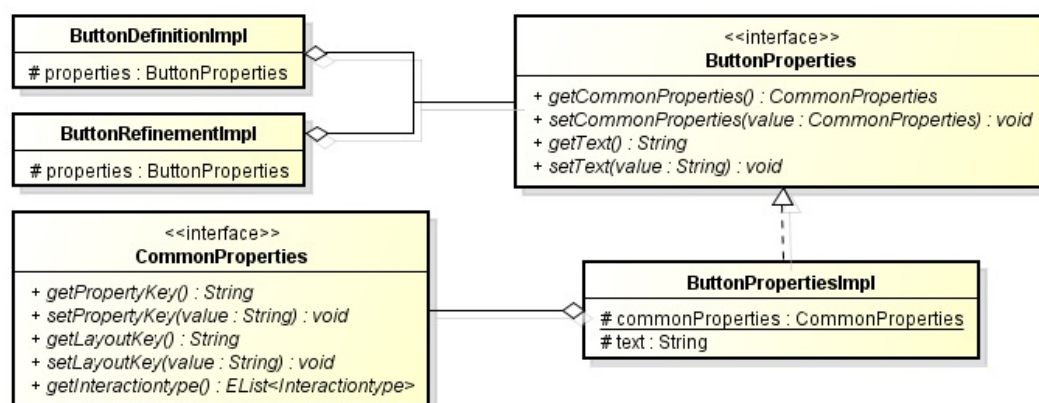 ButtonDefinitionImpl
# properties : ButtonProperties
ButtonRefinementImpl
# properties : ButtonProperties
<<interface>>
ButtonProperties
+ getCommonProperties() : CommonProperties
+ setCommonProperties(value : CommonProperties) : void
+ getText() : String
+ setText(value : String) : void
<<interface>>
CommonProperties
+ getPropertyKey() : String
+ setPropertyKey(value : String) : void
+ getLayoutKey() : String
+ setLayoutKey(value : String) : void
+ getInteractiontype() : EList<Interactiontype>
ButtonPropertiesImpl
# commonProperties : CommonProperties
# text : String